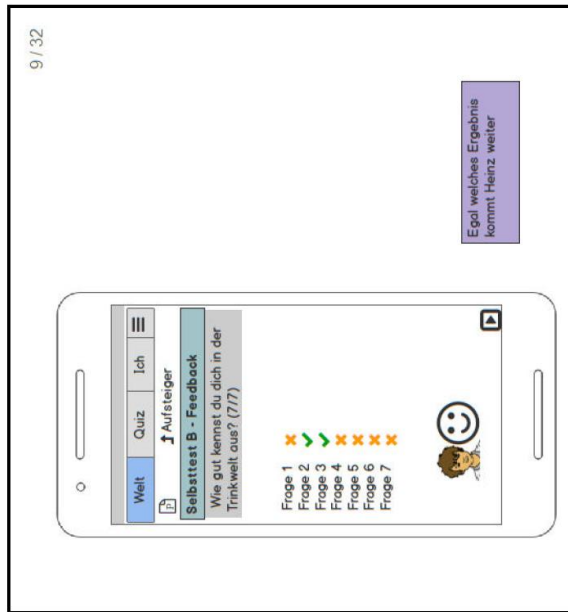 9 / 32
Welt Quiz Ich
Aufsteiger
Selbsttest B - Feedback
Wie gut kennst du dich in der
Trinkwelt aus? (7/7)
Frage 1
Frage 2
Frage 3
Frage 4
Frage 5
Frage 6
Frage 7
Egal welches Ergebnis
kommt Heinz weiter